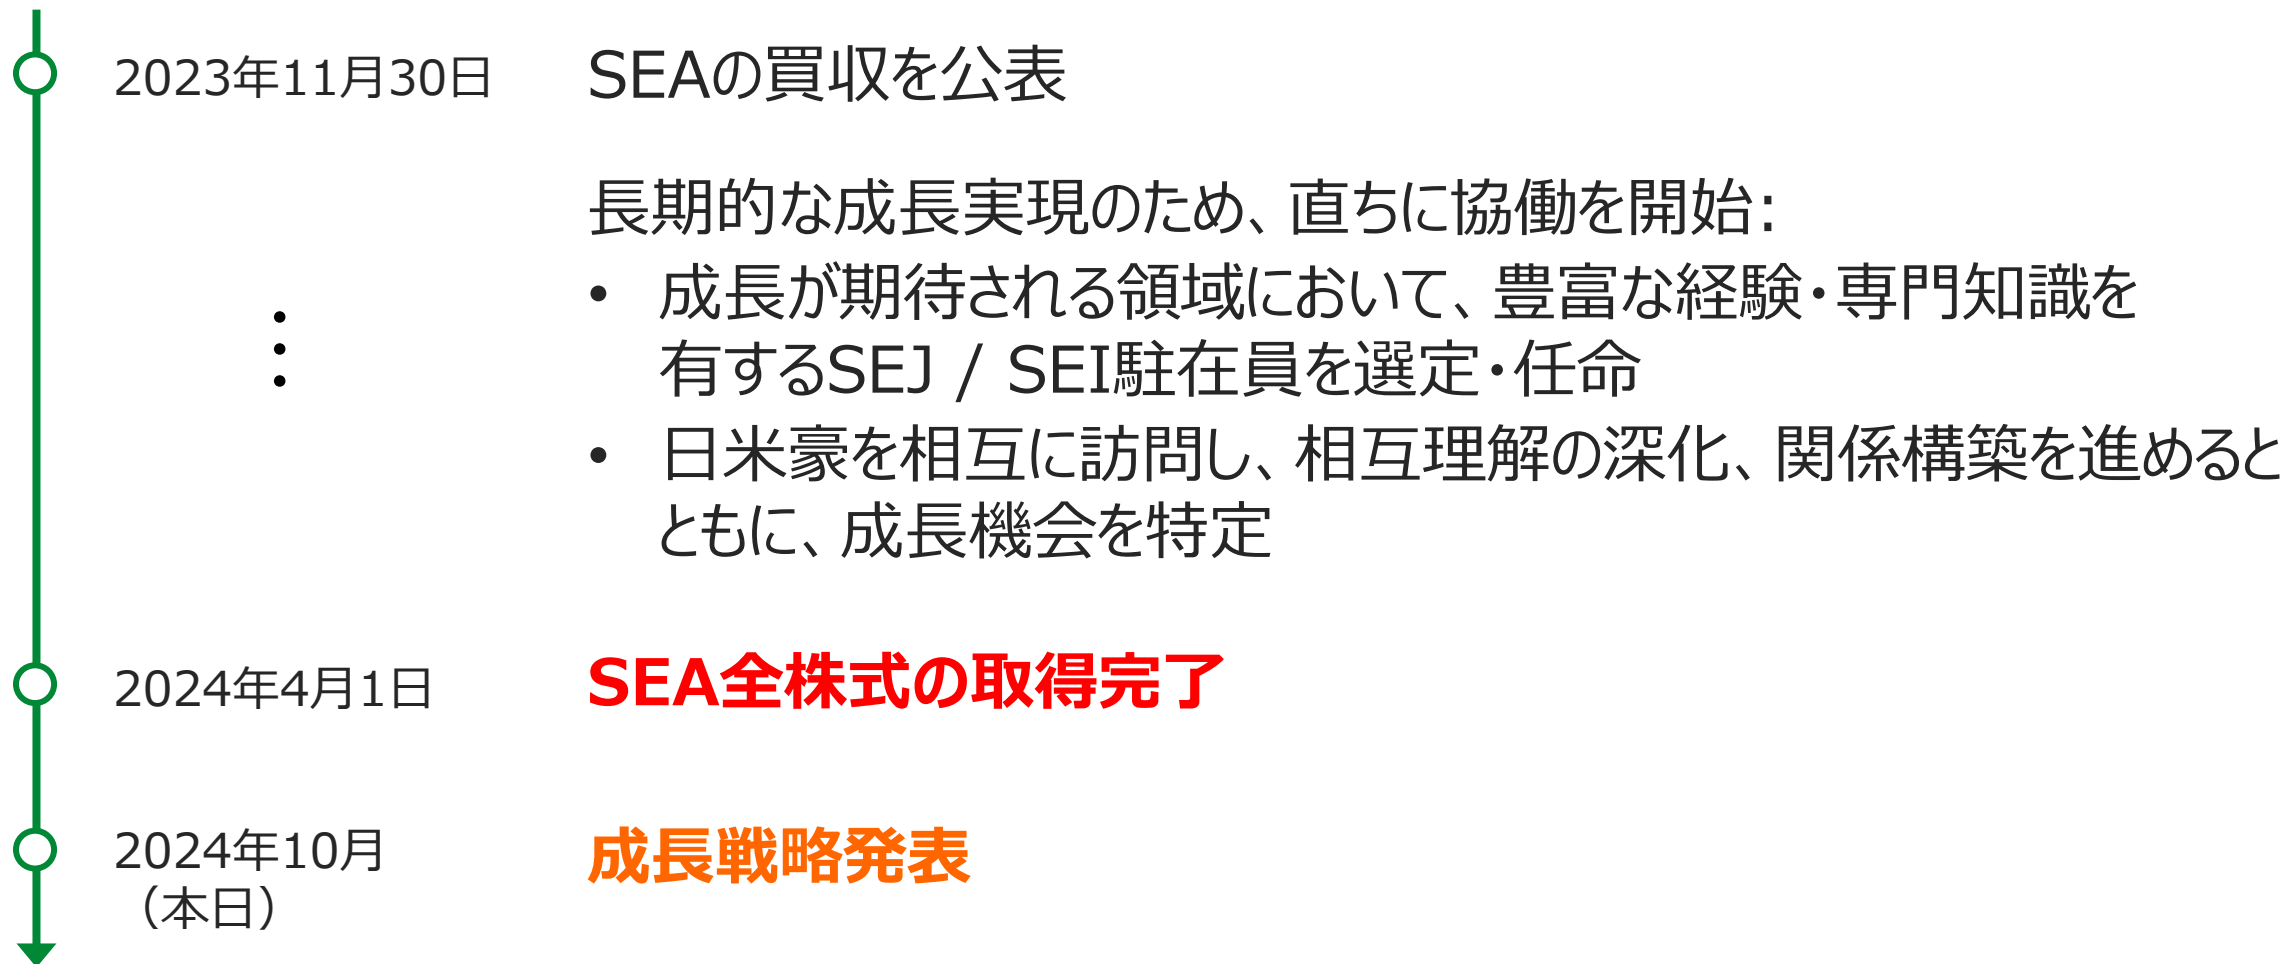 2023年11月30日 SEAの買収を公表
長期的な成長実現のため、直ちに協働を開始:
• 成長が期待される領域において、豊富な経験・専門知識を
有するSEJ / SEI駐在員を選定・任命
• 日米豪を相互に訪問し、相互理解の深化、関係構築を進めると
ともに、成長機会を特定
2024年4月1日 SEA全株式の取得完了
2024年10月 成長戦略発表
（本日）